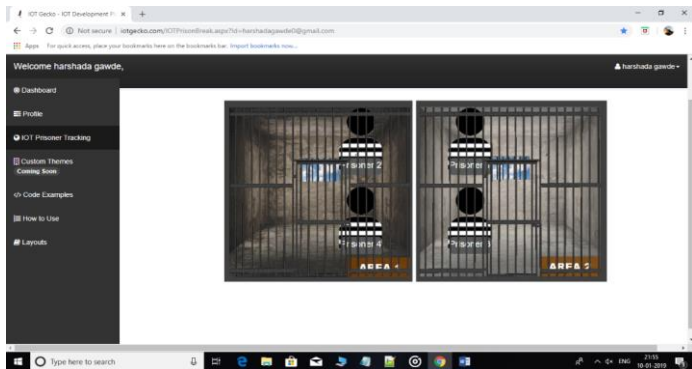 IOT Gecko - IOT Development Pl
Not secure | iotgecko.com/IOTPrisonBreak.aspx?Id=harshadagawde0@gmail.com
Apps For quick access, place your bookmarks here on the bookmarks bar. Import bookmarks now...
Welcome harshada gawde,
harshada gawde
Dashboard
Profile
IOT Prisoner Tracking
Custom Themes
Coming Soon
Code Examples
How to Use
Layouts
Prisoner 2
Prisoner 4
AREA 1
Prisoner
Prisoner
AREA 2
Type here to search
ENG
21:55
10-01-2019